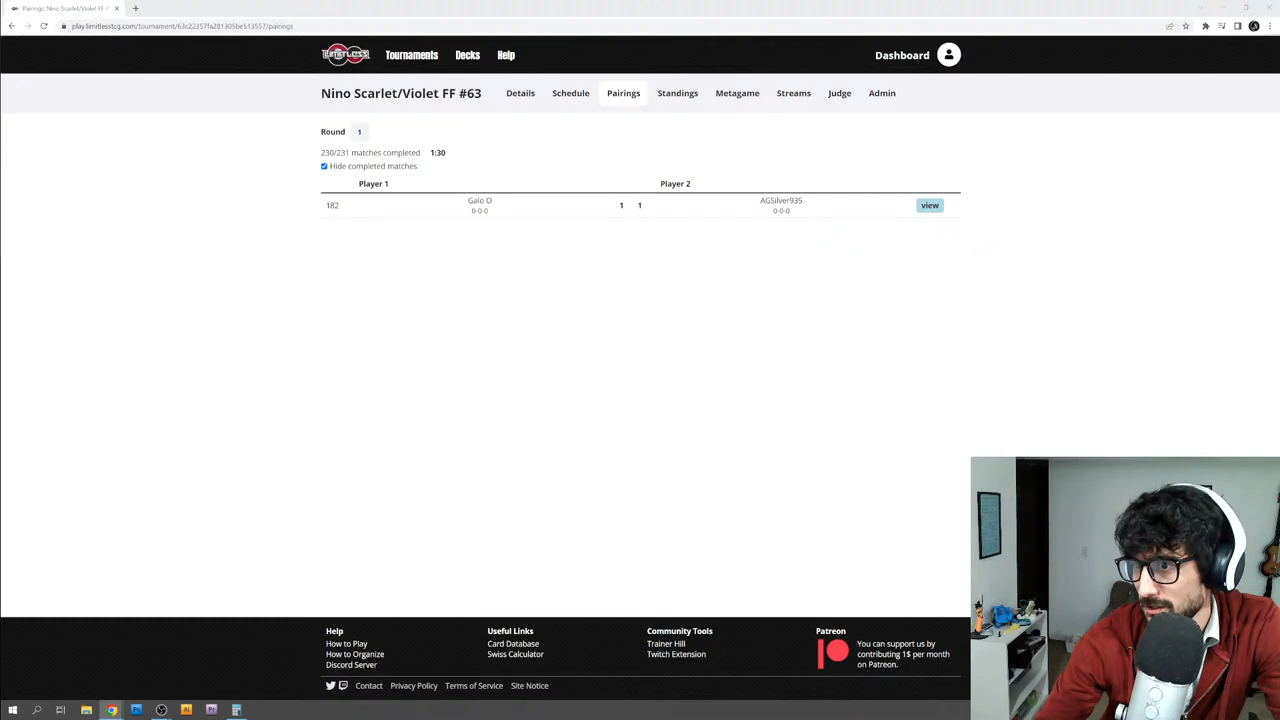 Pairings: Nino Scarlet/Violet FF #
play.limitlesstcg.com/tournament/63c22357fa281305be513557/pairings
LIMITLESS Tournaments Decks Help Dashboard
Nino Scarlet/Violet FF #63 Details Schedule Pairings Standings Metagame Streams Judge Admin
Round 1
230/231 matches completed 1:30
Hide completed matches
Player 1 Player 2
182 Galo O 1 1 AGSilver935 view
0-0-0 0-0-0
Help Useful Links Community Tools Patreon
How to Play Card Database Trainer Hill You can support us by
How to Organize Swiss Calculator Twitch Extension contributing 1$ per month
Discord Server on Patreon.
Contact Privacy Policy Terms of Service Site Notice
Ps Ai Pr